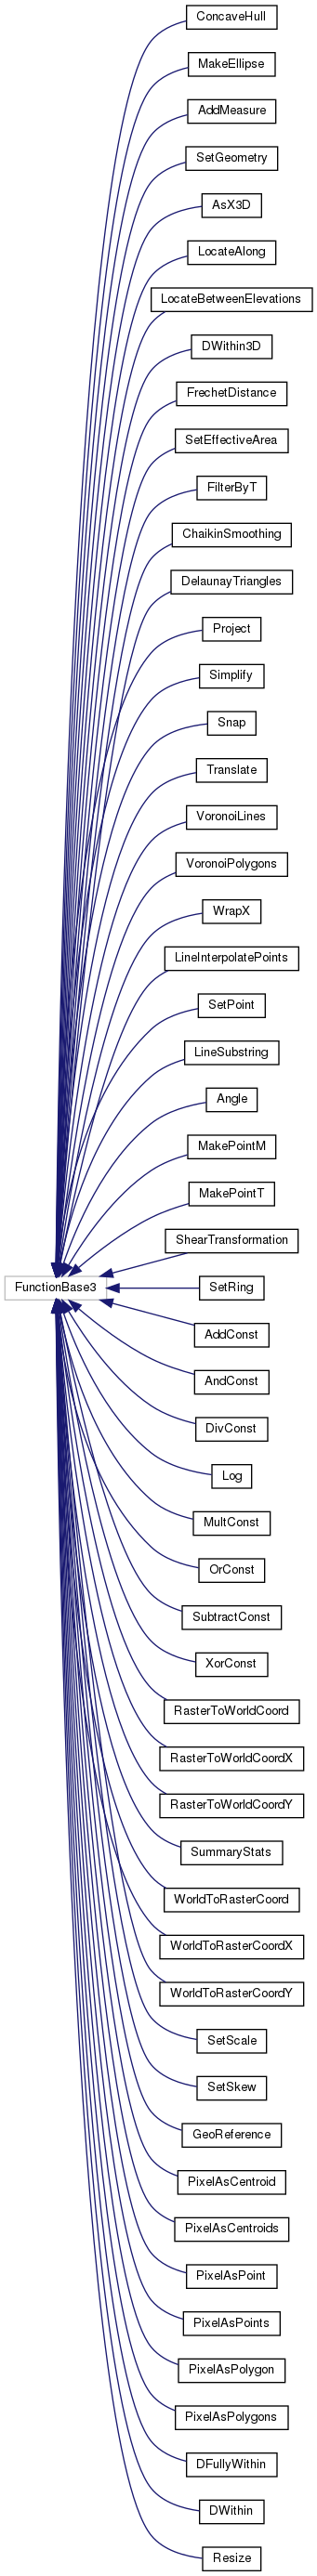 ConcaveHull
MakeEllipse
AddMeasure
SetGeometry
AsX3D
LocateAlong
LocateBetweenElevations
DWithin3D
FrechetDistance
SetEffectiveArea
FilterByT
ChaikinSmoothing
DelaunayTriangles
Project
Simplify
Snap
Translate
VoronoiLines
VoronoiPolygons
WrapX
LineInterpolatePoints
SetPoint
LineSubstring
Angle
MakePointM
MakePointT
ShearTransformation
FunctionBase3
SetRing
AddConst
AndConst
DivConst
Log
MultConst
OrConst
SubtractConst
XorConst
RasterToWorldCoord
RasterToWorldCoordX
RasterToWorldCoordY
SummaryStats
WorldToRasterCoord
WorldToRasterCoordX
WorldToRasterCoordY
SetScale
SetSkew
GeoReference
PixelAsCentroid
PixelAsCentroids
PixelAsPoint
PixelAsPoints
PixelAsPolygon
PixelAsPolygons
DFullyWithin
DWithin
Resize